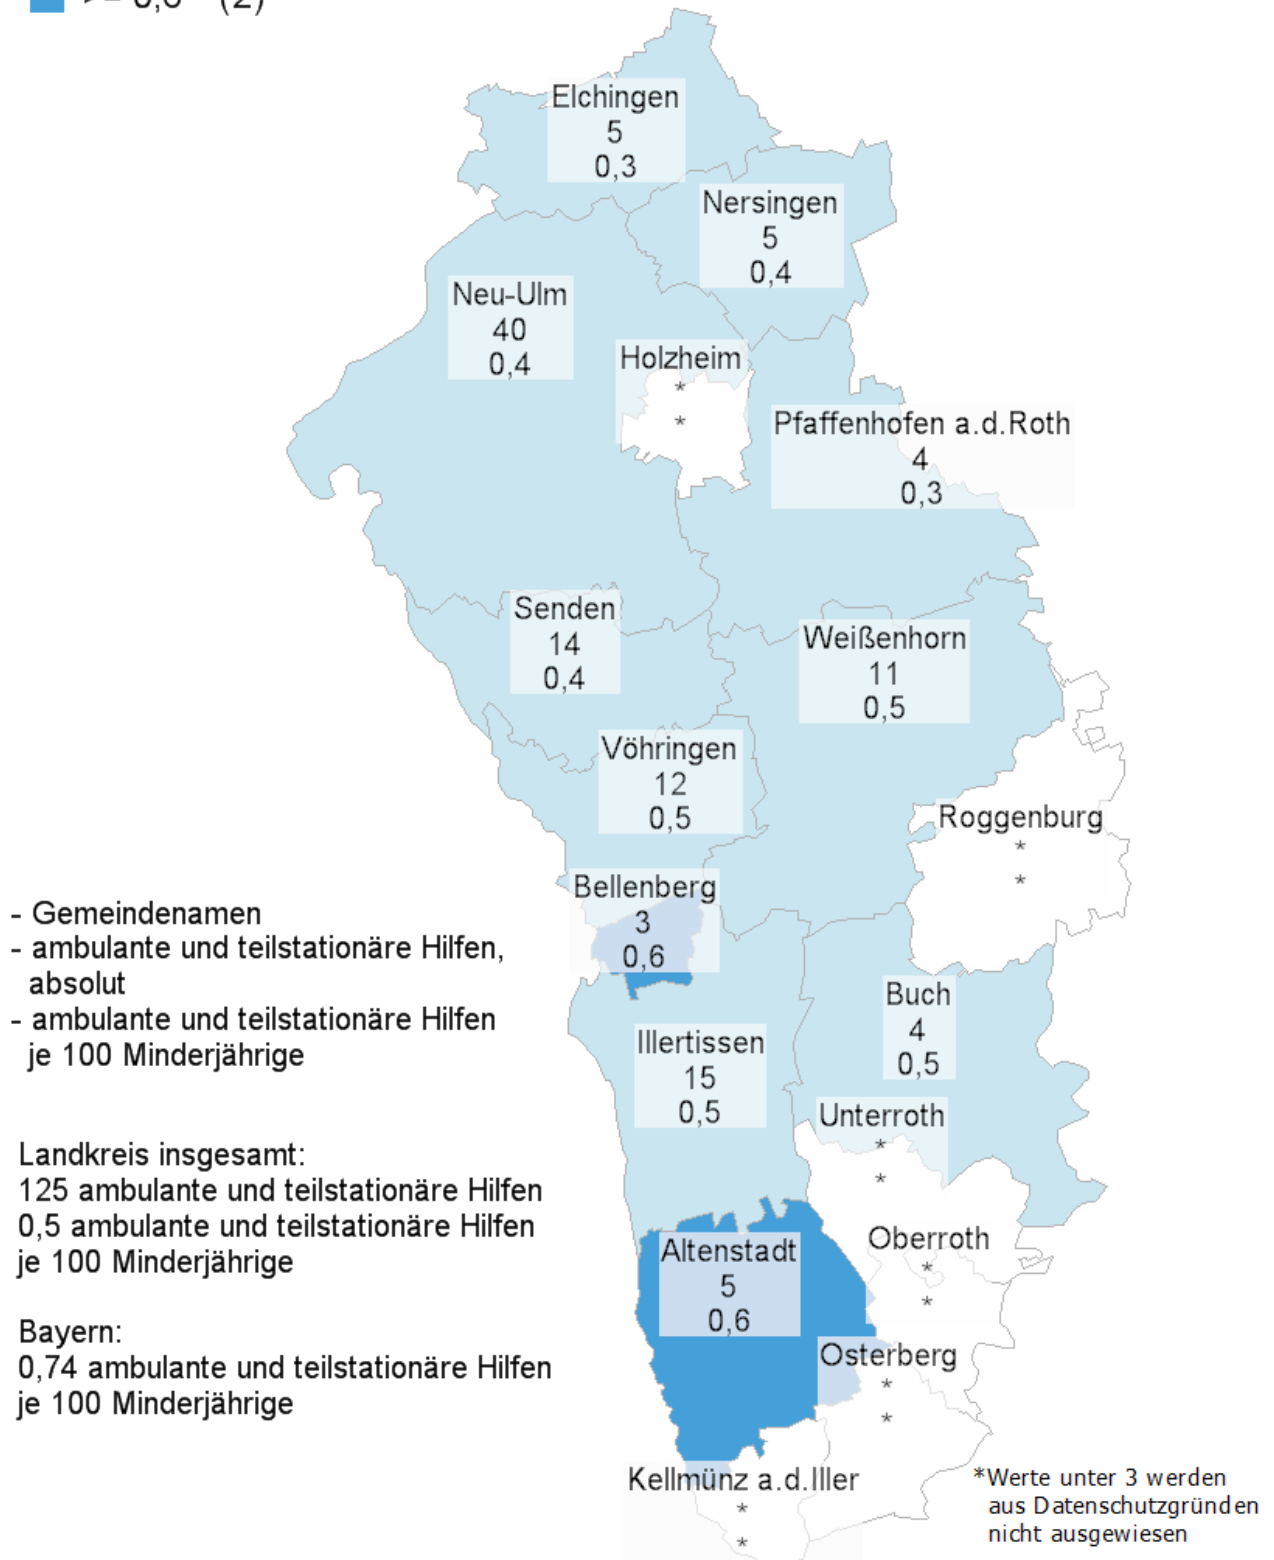 >= 0,6 (2)
Elchingen
5
0,3
Nersingen
5
0,4
Neu-Ulm
40
0,4
Holzheim
*
*
Pfaffenhofen a.d.Roth
4
0,3
Senden
14
0,4
Weißenhorn
11
0,5
Vöhringen
12
0,5
Roggenburg
*
*
Bellenberg
3
0,6
- Gemeindenamen
- ambulante und teilstationäre Hilfen,
absolut
- ambulante und teilstationäre Hilfen
je 100 Minderjährige
Buch
4
0,5
Illertissen
15
0,5
Unterroth
*
*
Landkreis insgesamt:
125 ambulante und teilstationäre Hilfen
0,5 ambulante und teilstationäre Hilfen
je 100 Minderjährige
Oberroth
*
*
Altenstadt
5
0,6
Bayern:
0,74 ambulante und teilstationäre Hilfen
je 100 Minderjährige
Osterberg
*
*
Kellmünz a.d.Iller
*
*
*Werte unter 3 werden
aus Datenschutzgründen
nicht ausgewiesen